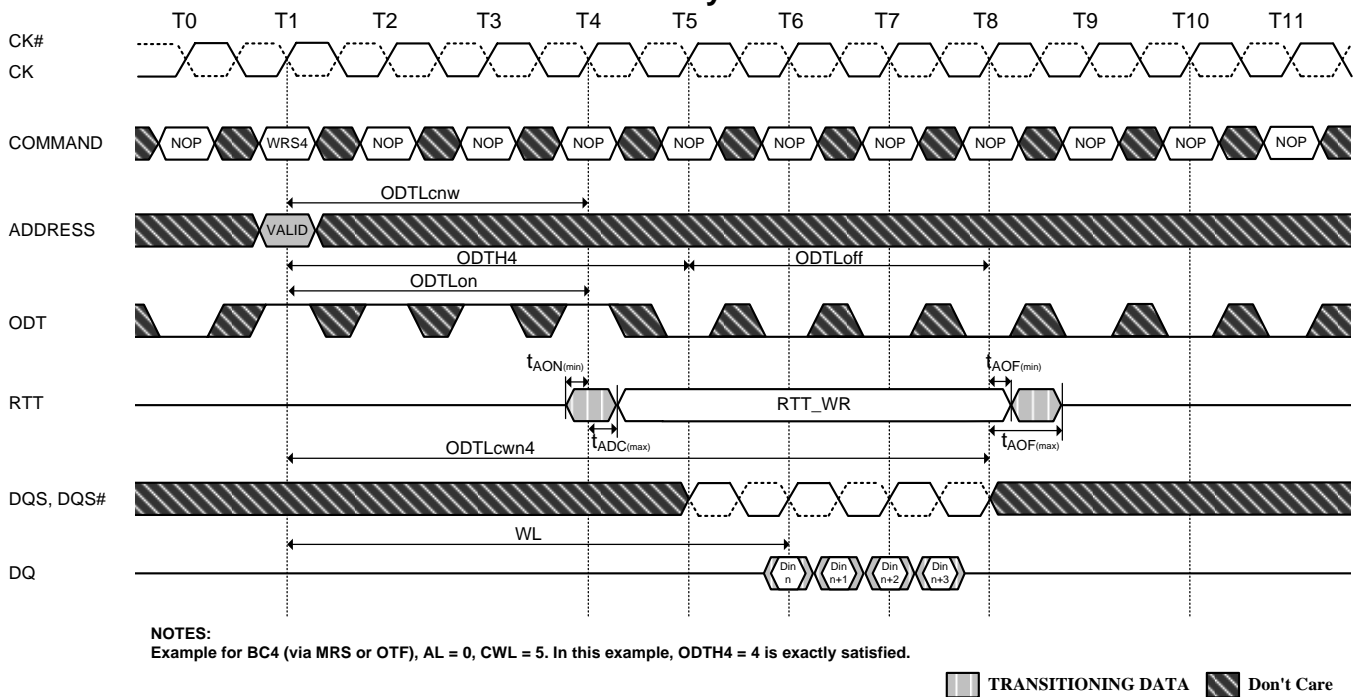 T0 T1 T2 T3 T4 T5 T6 T7 T8 T9 T10 T11
CK#
CK
COMMAND NOP WRS4 NOP NOP NOP NOP NOP NOP NOP NOP NOP NOP
ODTLcnw
ADDRESS VALID
ODTH4 ODTLoff
ODTLon
ODT
tAON(min) tAOF(min)
RTT RTT_WR
tADC(max) tAOF(max)
ODTLcwn4
DQS, DQS#
WL
DQ Din n Din n+1 Din n+2 Din n+3
NOTES:
Example for BC4 (via MRS or OTF), AL = 0, CWL = 5. In this example, ODTH4 = 4 is exactly satisfied.
TRANSITIONING DATA Don't Care